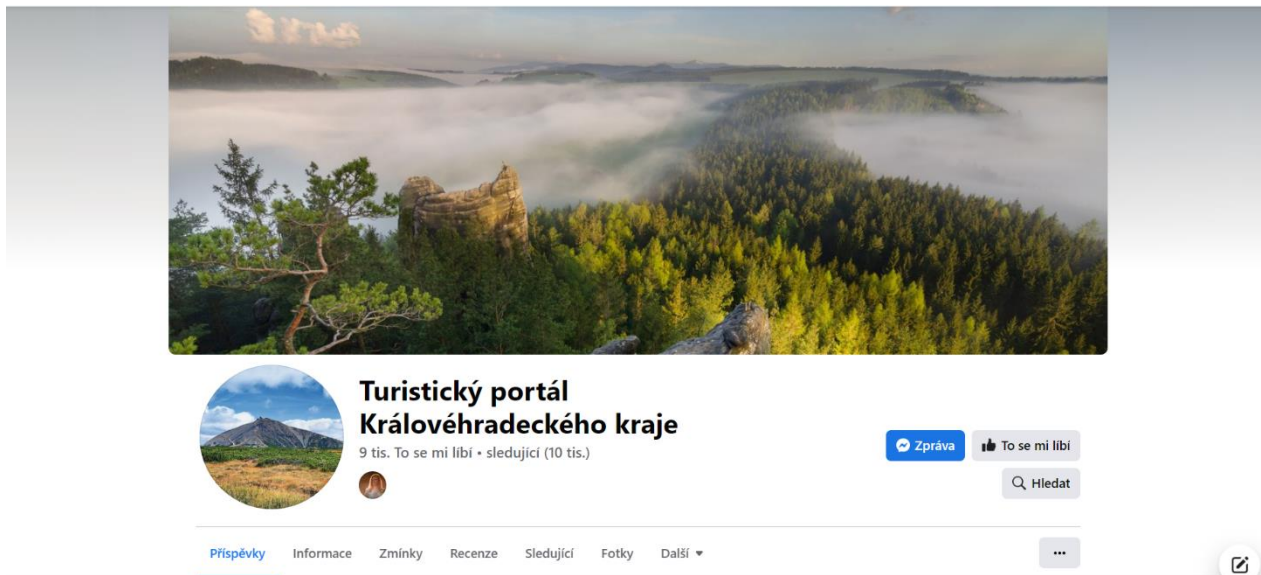 Turistický portál
Královéhradeckého kraje
9 tis. To se mi líbí • sledující (10 tis.)
Zpráva
To se mi líbí
Hledat
Příspěvky Informace Zmínky Recenze Sledující Fotky Další